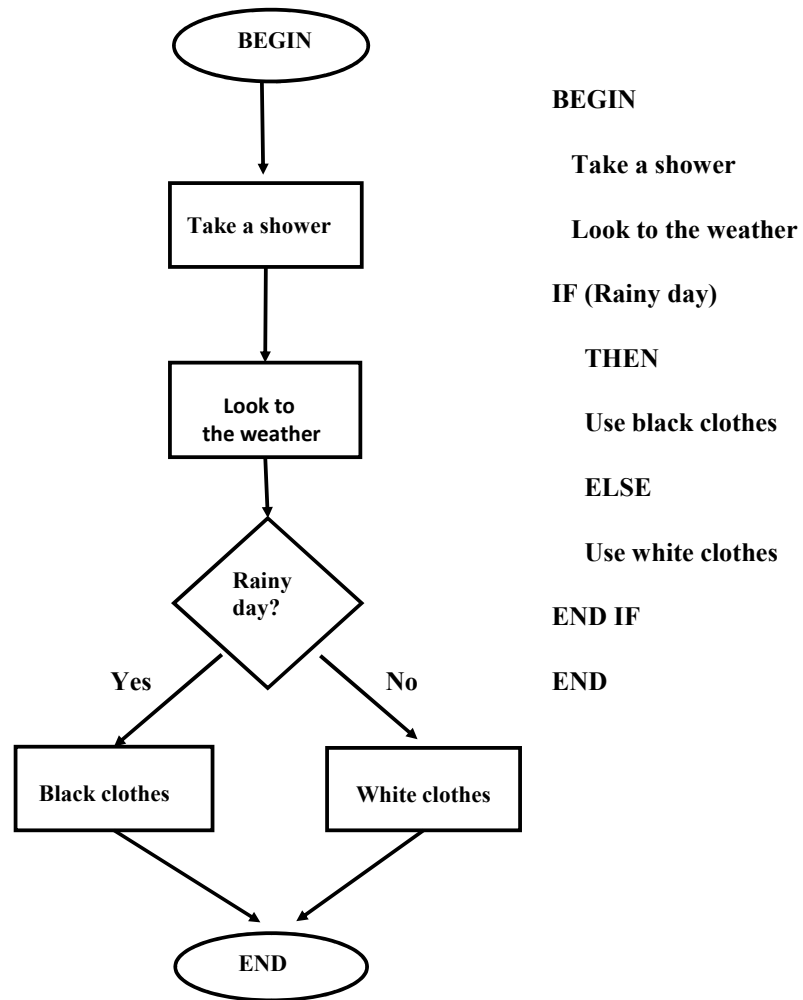 BEGIN
Take a shower
Look to
the weather
Rainy
day?
Yes
No
Black clothes
White clothes
END
BEGIN
Take a shower
Look to the weather
IF (Rainy day)
THEN
Use black clothes
ELSE
Use white clothes
END IF
END